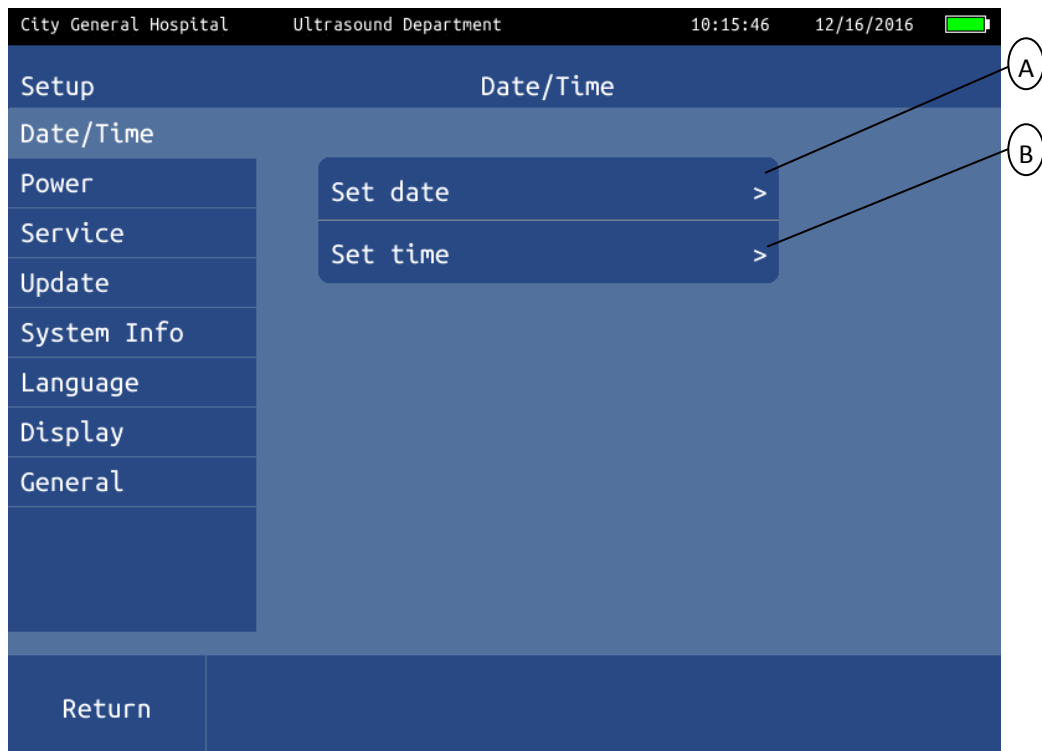 City General Hospital Ultrasound Department 10:15:46 12/16/2016
Setup Date/Time
A
Date/Time
B
Power
Set date >
Service
Set time >
Update
System Info
Language
Display
General
Return